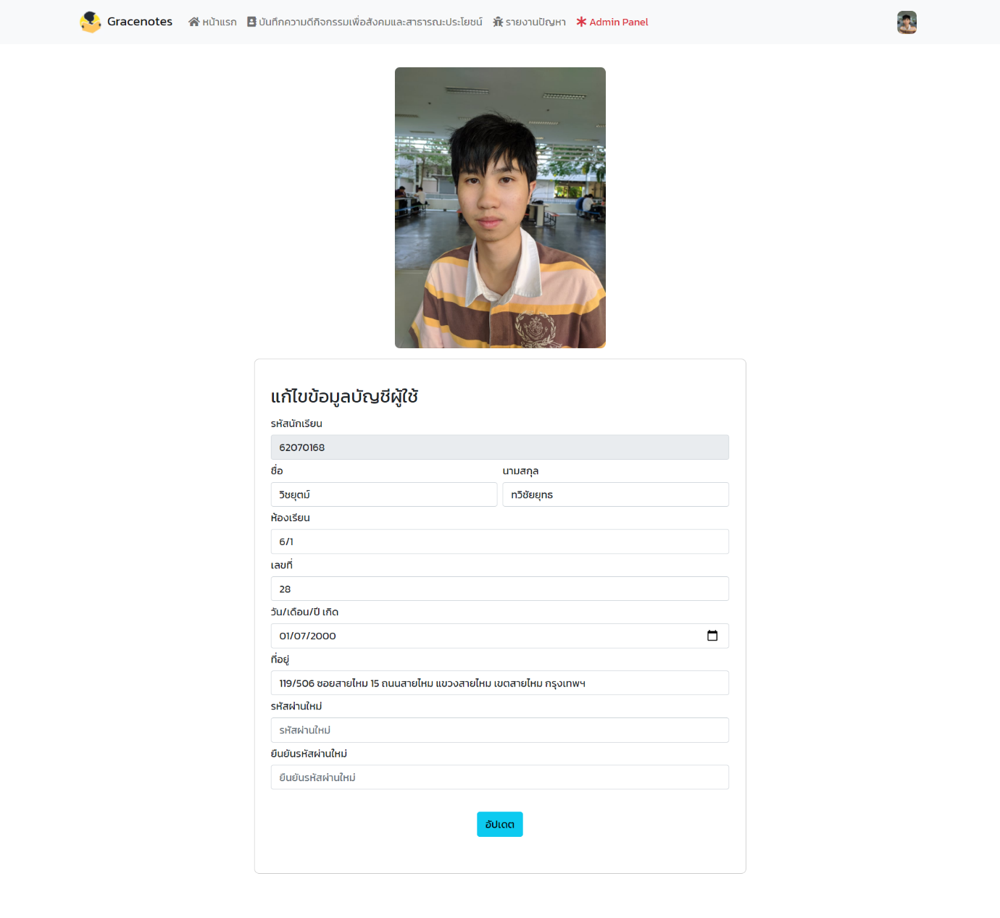 Gracenotes หน้าแรก บันทึกความดีกิจกรรมเพื่อสังคมและสาธารณะประโยชน์ รายงานปัญหา Admin Panel
แก้ไขข้อมูลบัญชีผู้ใช้
รหัสนักเรียน
62070168
ชื่อ นามสกุล
วิชยุตม์ ทวิชัยยุทธ
ห้องเรียน
6/1
เลขที่
28
วัน/เดือน/ปี เกิด
01/07/2000
ที่อยู่
119/506 ซอยสายไหม 15 ถนนสายไหม แขวงสายไหม เขตสายไหม กรุงเทพฯ
รหัสผ่านใหม่
รหัสผ่านใหม่
ยืนยันรหัสผ่านใหม่
ยืนยันรหัสผ่านใหม่
อัปเดต